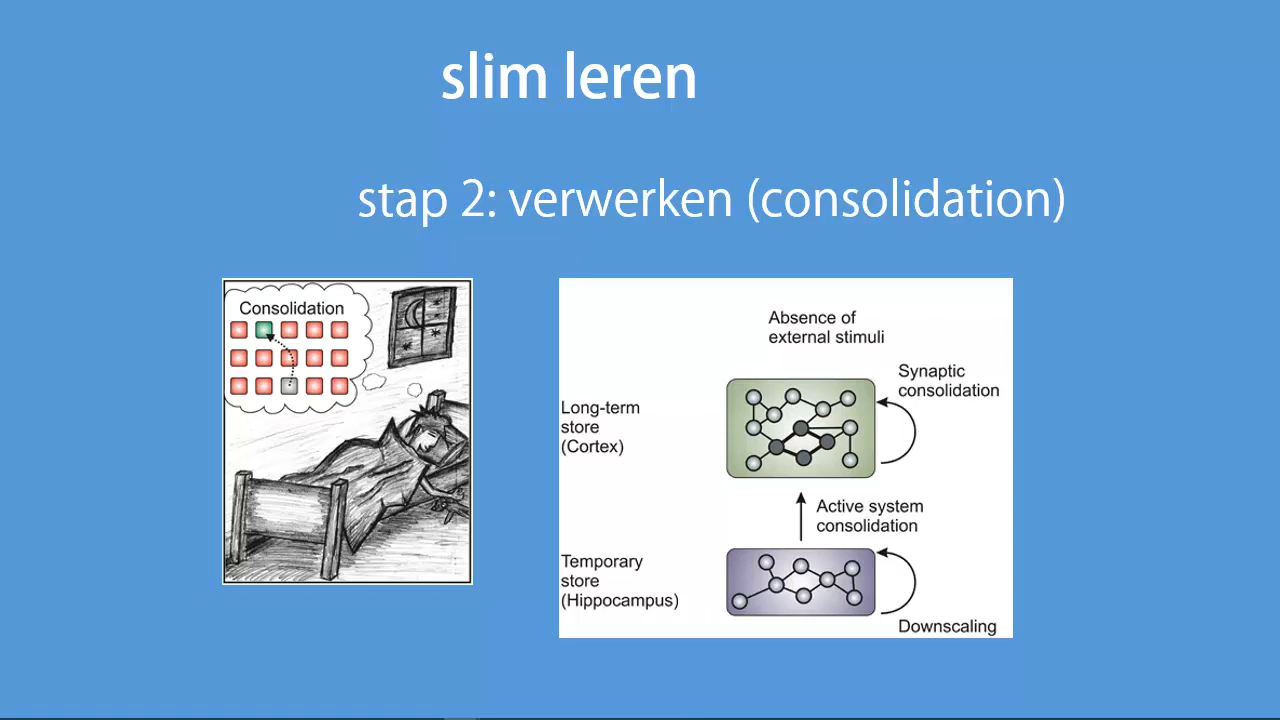 slim leren
stap 2: verwerken (consolidation)
Consolidation
Absence of
external stimuli
Synaptic
consolidation
Long-term
store
(Cortex)
Active system
consolidation
Temporary
store
(Hippocampus)
Downscaling